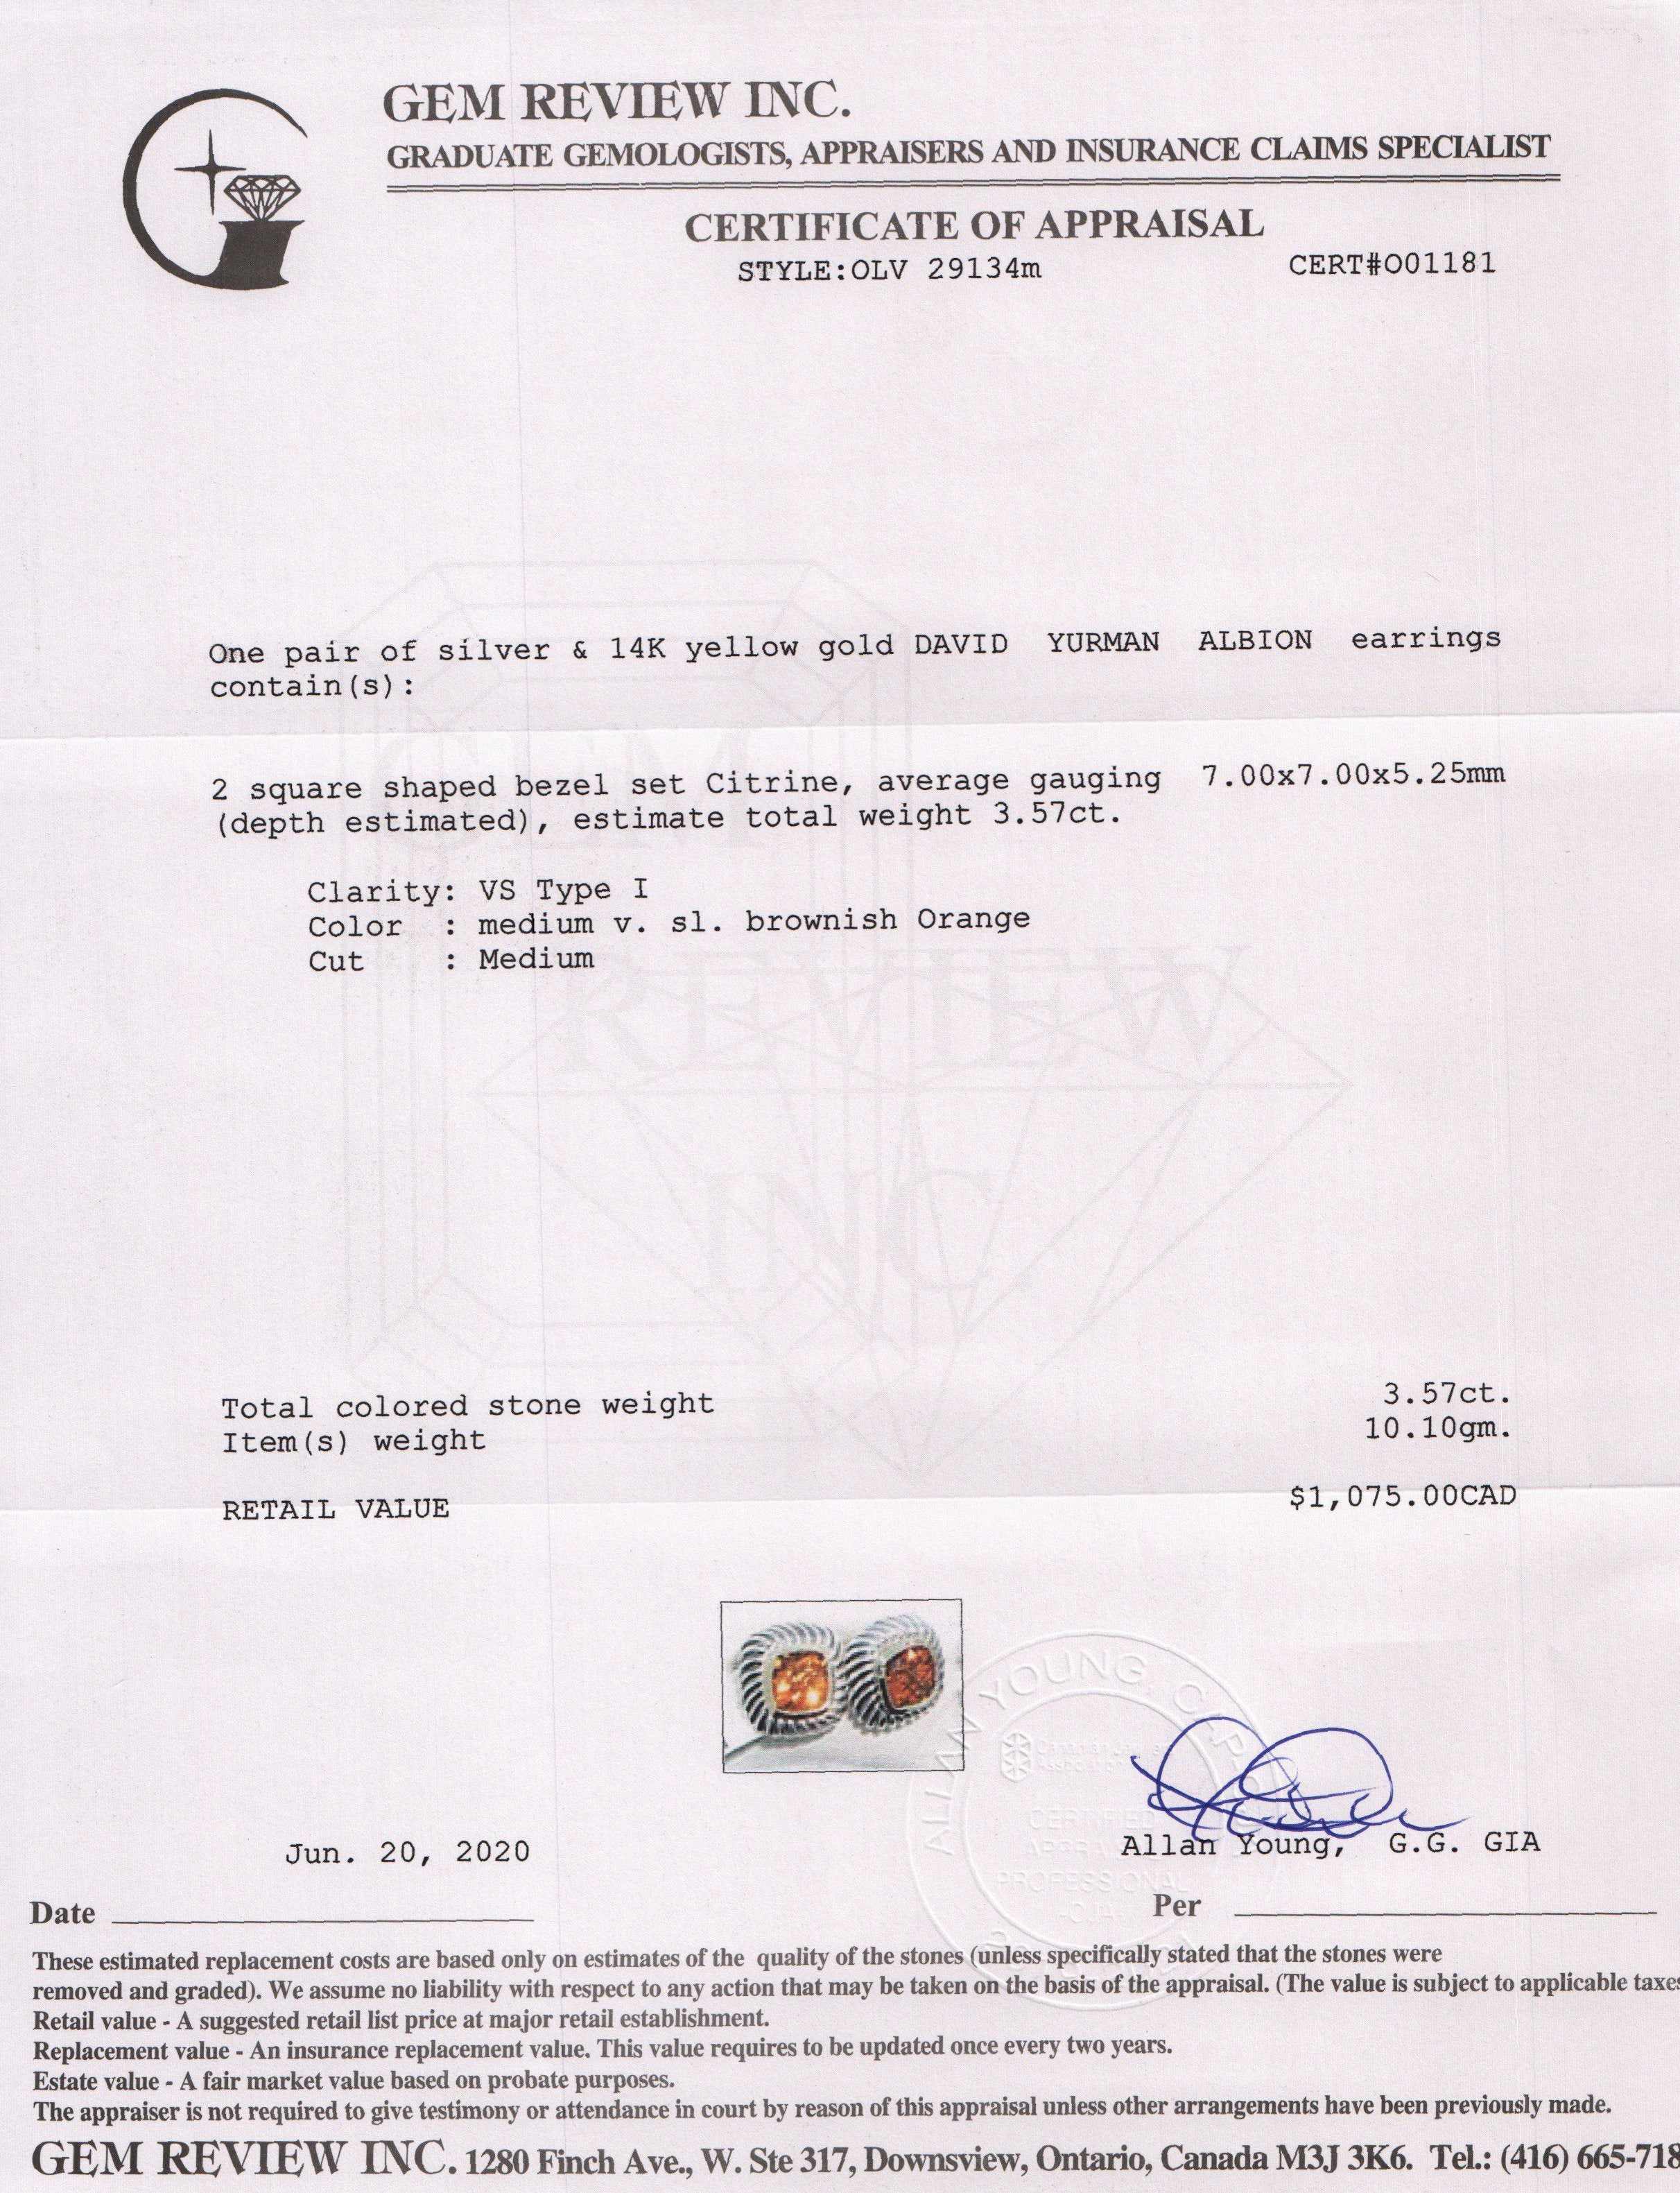 GEM REVIEW INC.
GRADUATE GEMOLOGISTS, APPRAISERS AND INSURANCE CLAIMS SPECIALIST
CERTIFICATE OF APPRAISAL
STYLE:OLV 29134m
CERT#O01181
One pair of silver & 14K yellow gold DAVID YURMAN ALBION earrings
contain(s):
2 square shaped bezel set Citrine, average gauging 7.00x7.00x5.25mm
(depth estimated), estimate total weight 3.57ct.
Clarity: VS Type I
Color : medium v. sl. brownish Orange
Cut : Medium
GEM
REVIEW
INC.
Total colored stone weight 3.57ct.
Item(s) weight 10.10gm.
RETAIL VALUE $1,075.00CAD
ALLAN YOUNG,
CERTIFIED
APPRAISAL
PROFESSIONAL
Jun. 20, 2020
Allan Young, G.G. GIA
Date
Per
These estimated replacement costs are based only on estimates of the quality of the stones (unless specifically stated that the stones were
removed and graded). We assume no liability with respect to any action that may be taken on the basis of the appraisal. (The value is subject to applicable taxes
Retail value - A suggested retail list price at major retail establishment.
Replacement value - An insurance replacement value. This value requires to be updated once every two years.
Estate value - A fair market value based on probate purposes.
The appraiser is not required to give testimony or attendance in court by reason of this appraisal unless other arrangements have been previously made.
GEM REVIEW INC. 1280 Finch Ave., W. Ste 317, Downsview, Ontario, Canada M3J 3K6. Tel.: (416) 665-718